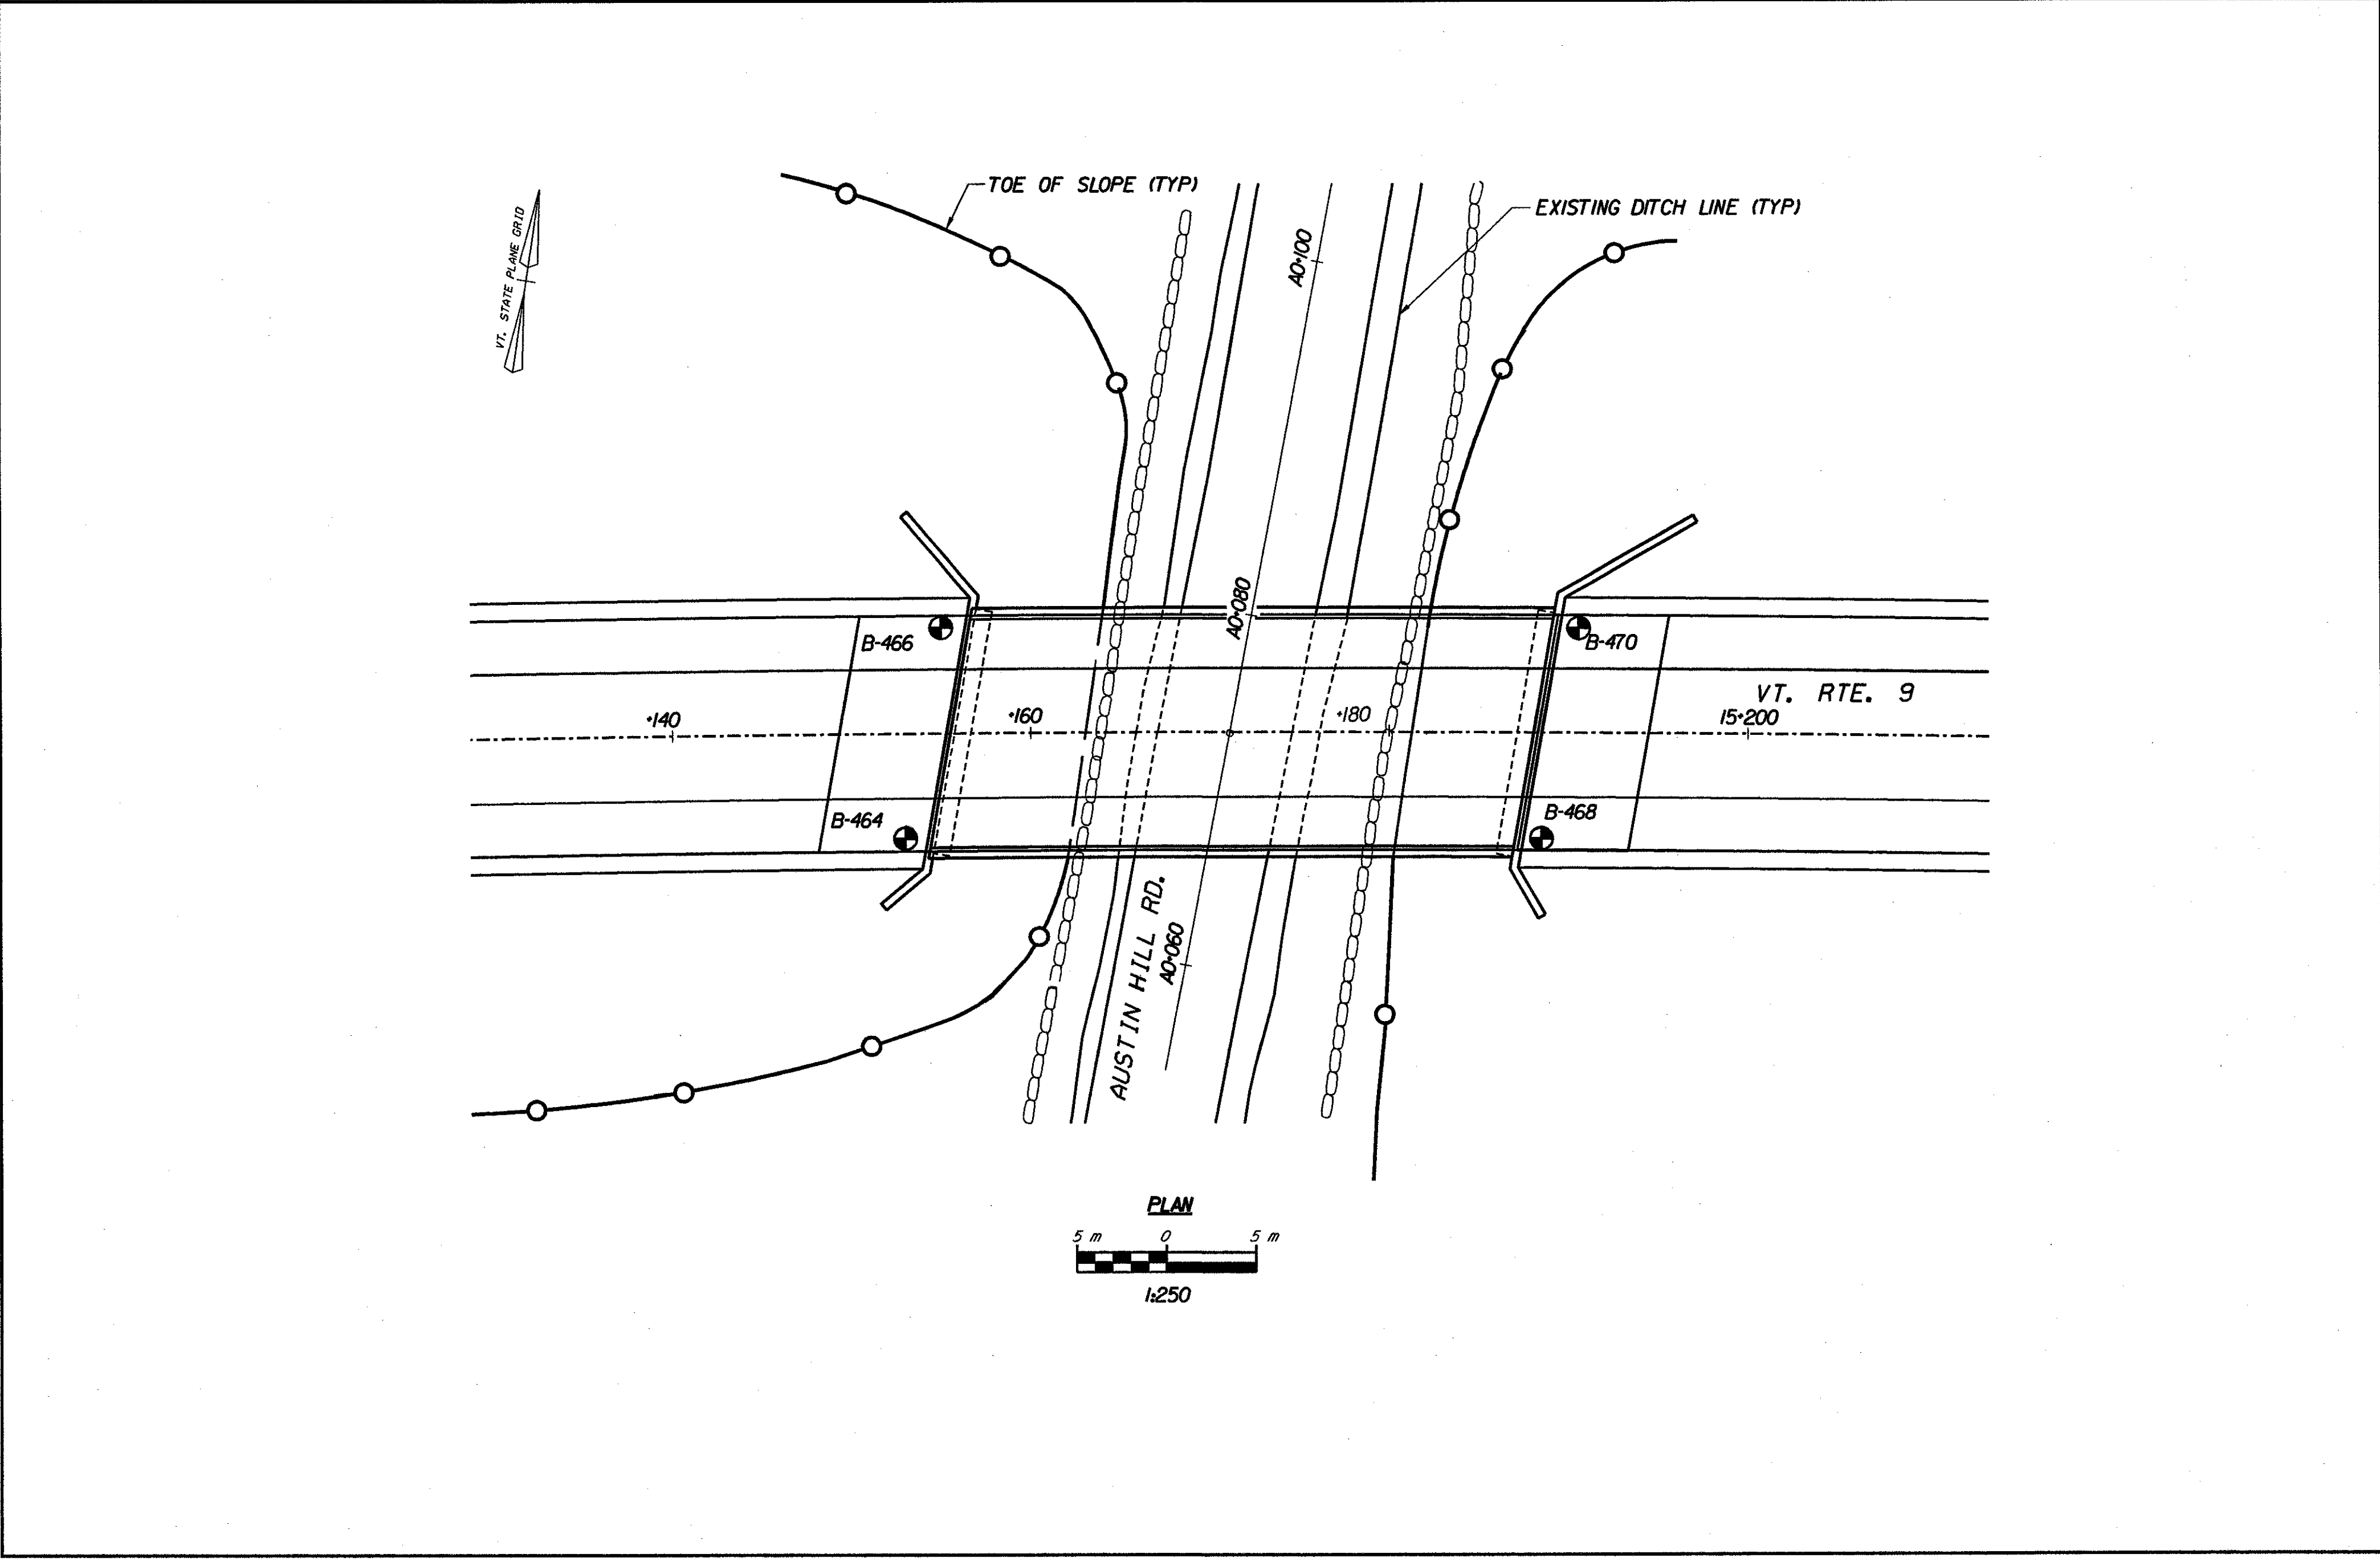 TOE OF SLOPE (TYP)
EXISTING DITCH LINE (TYP)
VT. STATE PLANE GRID
A0+100
A0+080
B-466
B-470
VT. RTE. 9
+140
+160
+180
15+200
B-464
B-468
AUSTIN HILL RD.
A0+060
PLAN
5 m 0 5 m
1:250